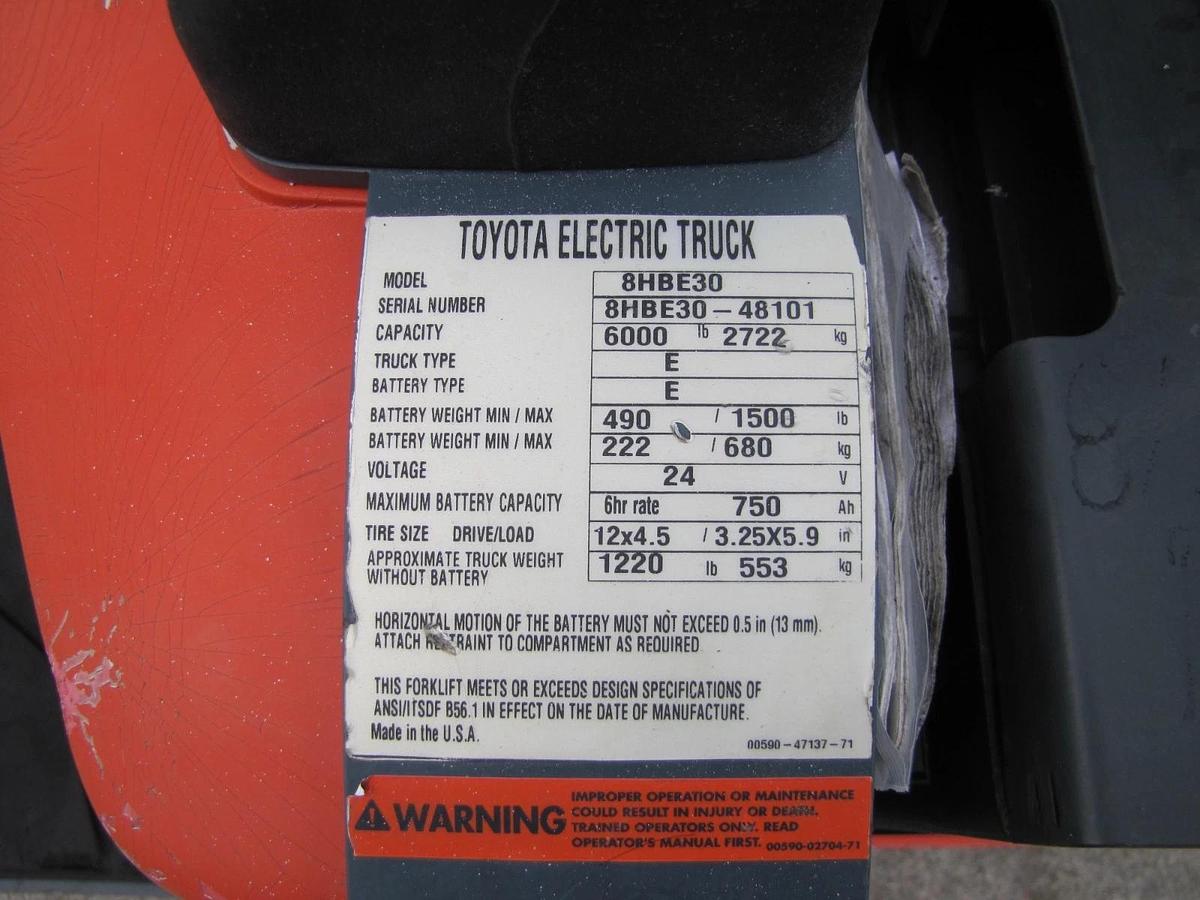 TOYOTA ELECTRIC TRUCK
MODEL 8HBE30
SERIAL NUMBER 8HBE30-48101
CAPACITY 6000 lb 2722 kg
TRUCK TYPE E
BATTERY TYPE E
BATTERY WEIGHT MIN / MAX 490 / 1500 lb
BATTERY WEIGHT MIN / MAX 222 / 680 kg
VOLTAGE 24 V
MAXIMUM BATTERY CAPACITY 6hr rate 750 Ah
TIRE SIZE DRIVE/LOAD 12x4.5 / 3.25X5.9 in
APPROXIMATE TRUCK WEIGHT
WITHOUT BATTERY 1220 lb 553 kg
HORIZONTAL MOTION OF THE BATTERY MUST NOT EXCEED 0.5 in (13 mm).
ATTACH TO COMPARTMENT AS REQUIRED
THIS FORKLIFT MEETS OR EXCEEDS DESIGN SPECIFICATIONS OF
ANSI/ITSDF B56.1 IN EFFECT ON THE DATE OF MANUFACTURE.
Made in the U.S.A.
00590-47137-71
WARNING
IMPROPER OPERATION OR MAINTENANCE
COULD RESULT IN INJURY OR DEATH.
TRAINED OPERATORS ONLY. READ
OPERATOR'S MANUAL FIRST. 00590-02704-71